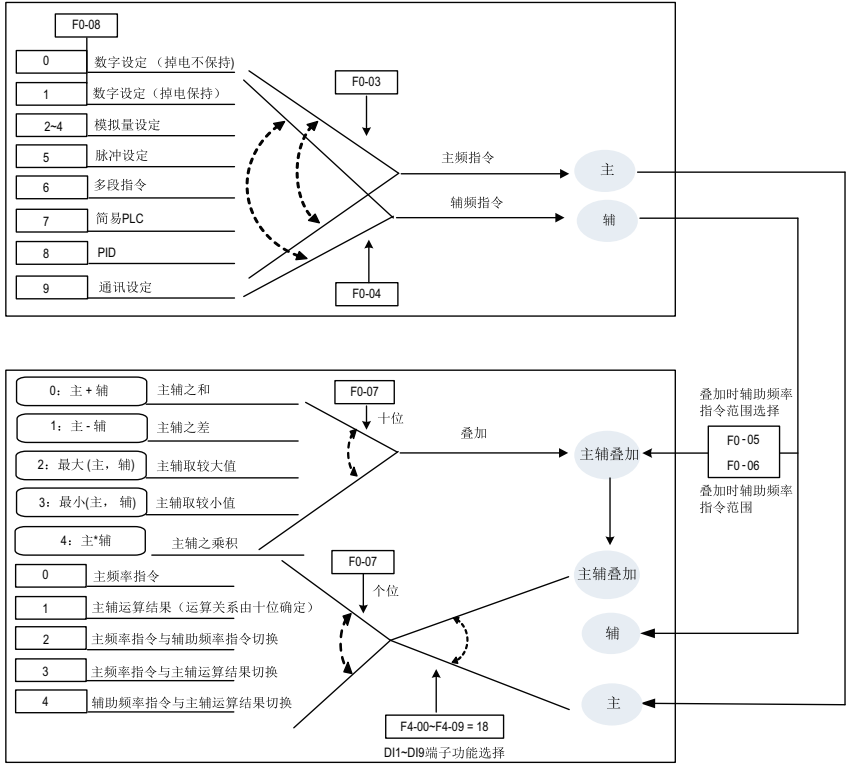 F0-08
0 数字设定 （掉电不保持)
1 数字设定（掉电保持）
2~4 模拟量设定
5 脉冲设定
6 多段指令
7 简易PLC
8 PID
9 通讯设定
F0-03
F0-04
主频指令
辅频指令
主
辅
0：主 + 辅 主辅之和
1：主 - 辅 主辅之差
2：最大 (主，辅) 主辅取较大值
3：最小(主， 辅) 主辅取较小值
4：主*辅 主辅之乘积
F0-07
十位
叠加
主辅叠加
叠加时辅助频率
指令范围选择
F0-05
F0-06
叠加时辅助频率
指令范围
0 主频率指令
1 主辅运算结果（运算关系由十位确定）
2 主频率指令与辅助频率指令切换
3 主频率指令与主辅运算结果切换
4 辅助频率指令与主辅运算结果切换
F0-07
个位
主辅叠加
辅
主
F4-00~F4-09 = 18
DI1~DI9端子功能选择